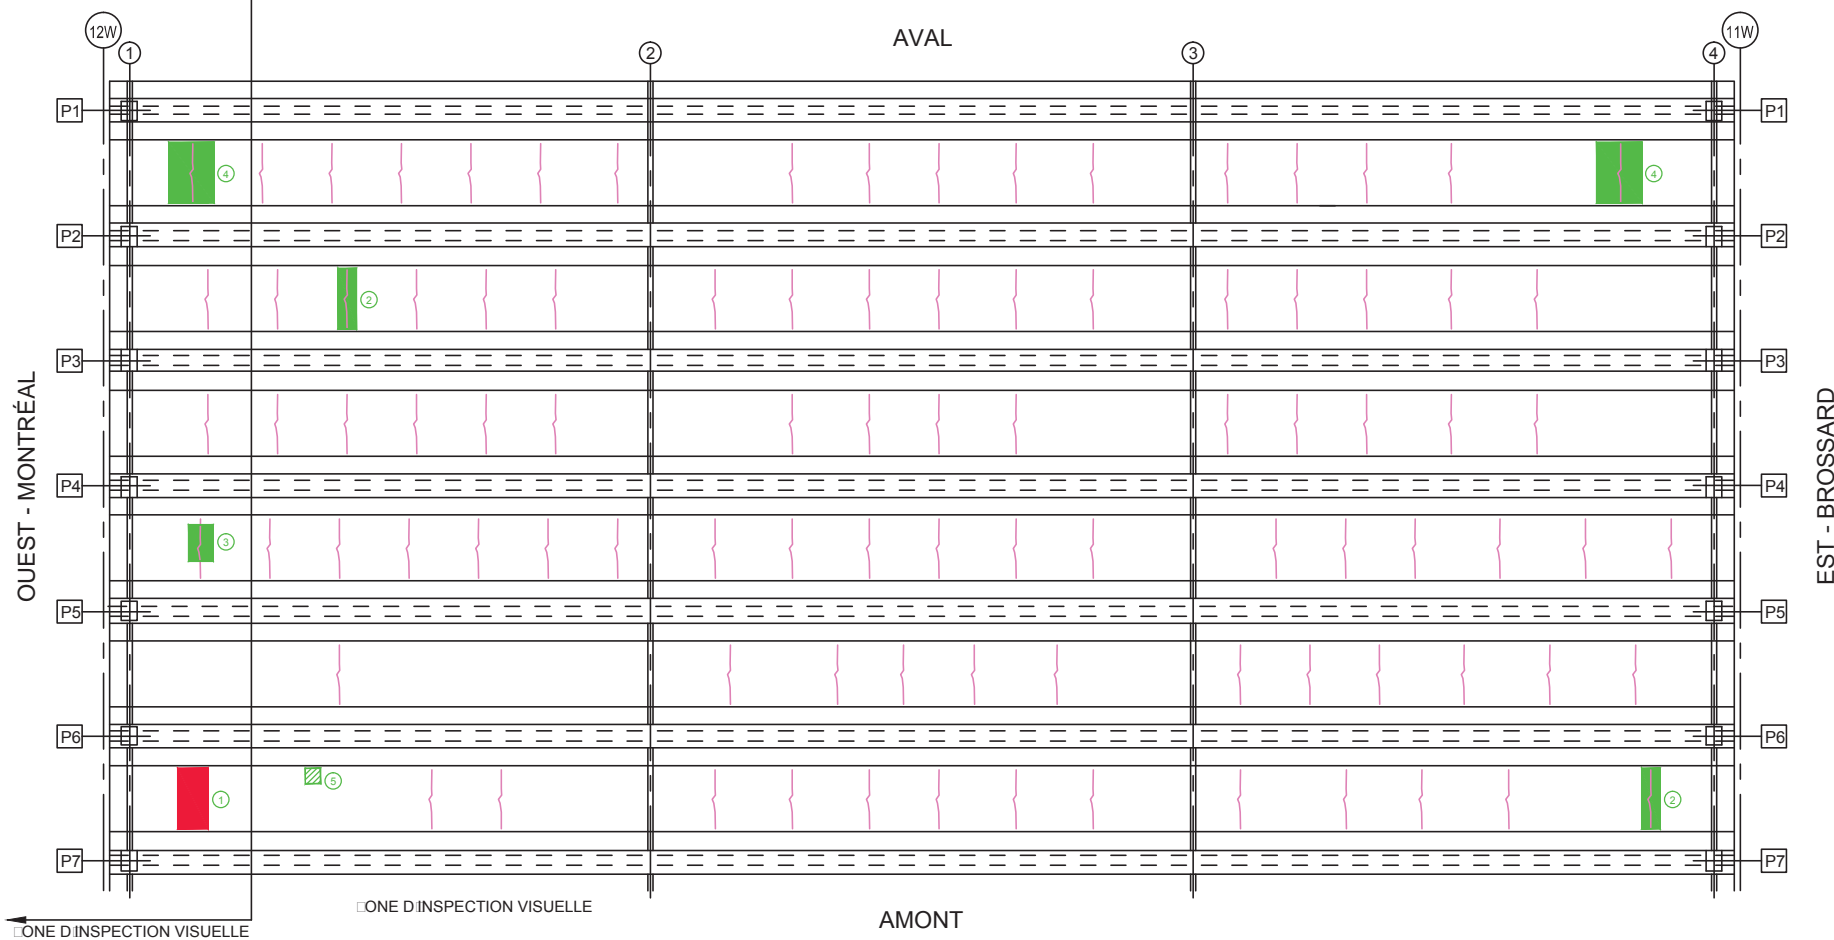 12W
11W
AVAL
1
2
3
4
P1
P1
4
4
P2
P2
2
P3
P3
OUEST - MONTRÉAL
EST - BROSSARD
P4
P4
3
P5
P5
P6
P6
1
5
2
P7
P7
□ONE D□INSPECTION VISUELLE
AMONT
□ONE D□INSPECTION VISUELLE